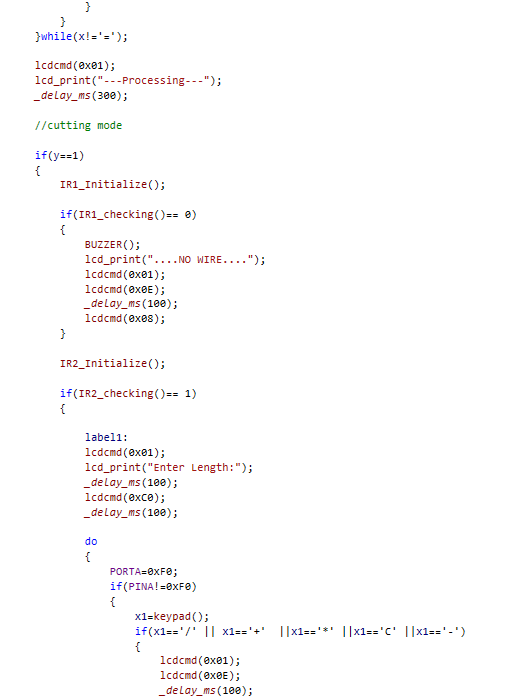 }
}
}while(x!='=');
lcdcmd(0x01);
lcd_print("---Processing---");
_delay_ms(300);
//cutting mode
if(y==1)
{
IR1_Initialize();
if(IR1_checking()== 0)
{
BUZZER();
lcd_print("....NO WIRE....");
lcdcmd(0x01);
lcdcmd(0x0E);
_delay_ms(100);
lcdcmd(0x08);
}
IR2_Initialize();
if(IR2_checking()== 1)
{
label1:
lcdcmd(0x01);
lcd_print("Enter Length:");
_delay_ms(100);
lcdcmd(0xC0);
_delay_ms(100);
do
{
PORTA=0xF0;
if(PINA!=0xF0)
{
x1=keypad();
if(x1=='/' || x1=='+'  ||x1=='*' ||x1=='C' ||x1=='-')
{
lcdcmd(0x01);
lcdcmd(0x0E);
_delay_ms(100);